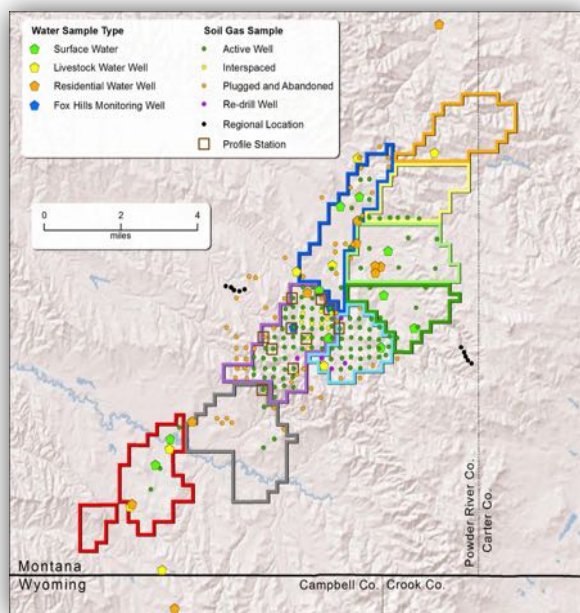 Water Sample Type
Surface Water
Livestock Water Well
Residential Water Well
Fox Hills Monitoring Well
Soil Gas Sample
Active Well
Interspaced
Plugged and Abandoned
Re-drill Well
Regional Location
Profile Station
0 2 4
miles
Powder River Co.
Carter Co.
Montana
Wyoming
Campbell Co.
Crook Co.